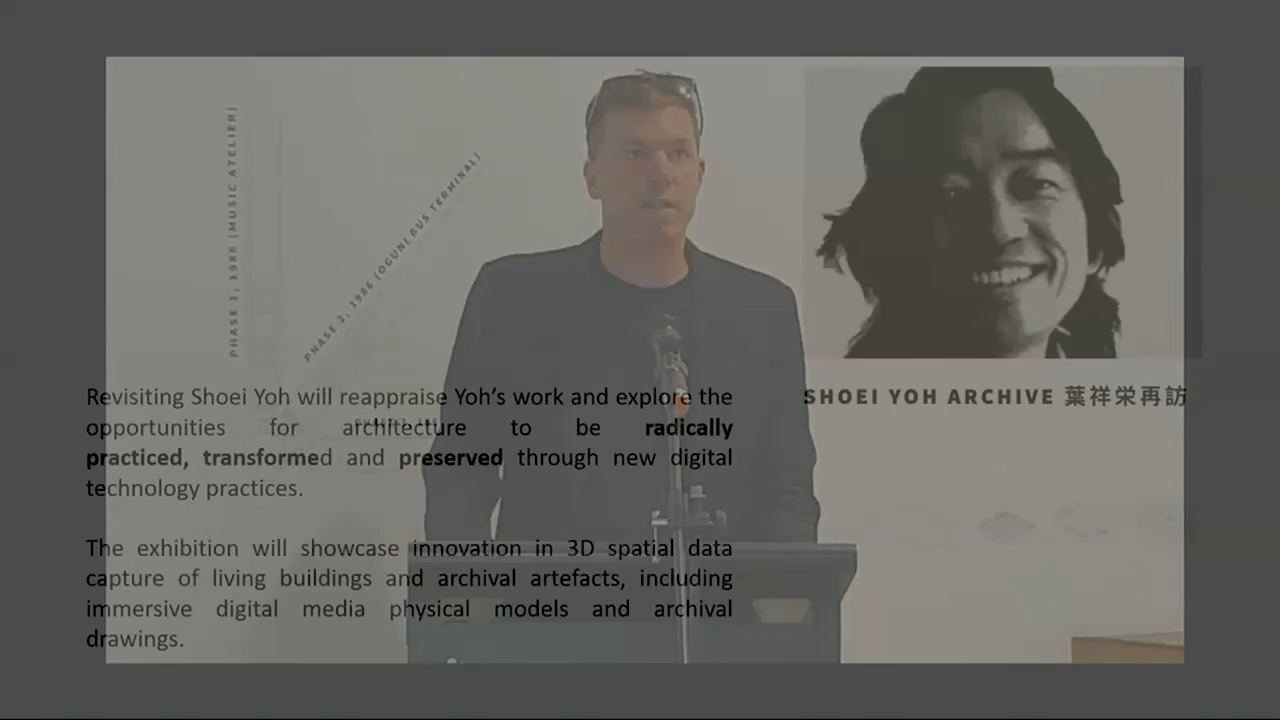 PHASE 1, 1986 [MUSIC ATELIER]
PHASE 2, 1986 [OGUNI BUS TERMINAL]
SHOEI YOH ARCHIVE 葉祥栄再訪
Revisiting Shoei Yoh will reappraise Yoh’s work and explore the
opportunities for architecture to be radically
practiced, transformed and preserved through new digital
technology practices.
The exhibition will showcase innovation in 3D spatial data
capture of living buildings and archival artefacts, including
immersive digital media physical models and archival
drawings.